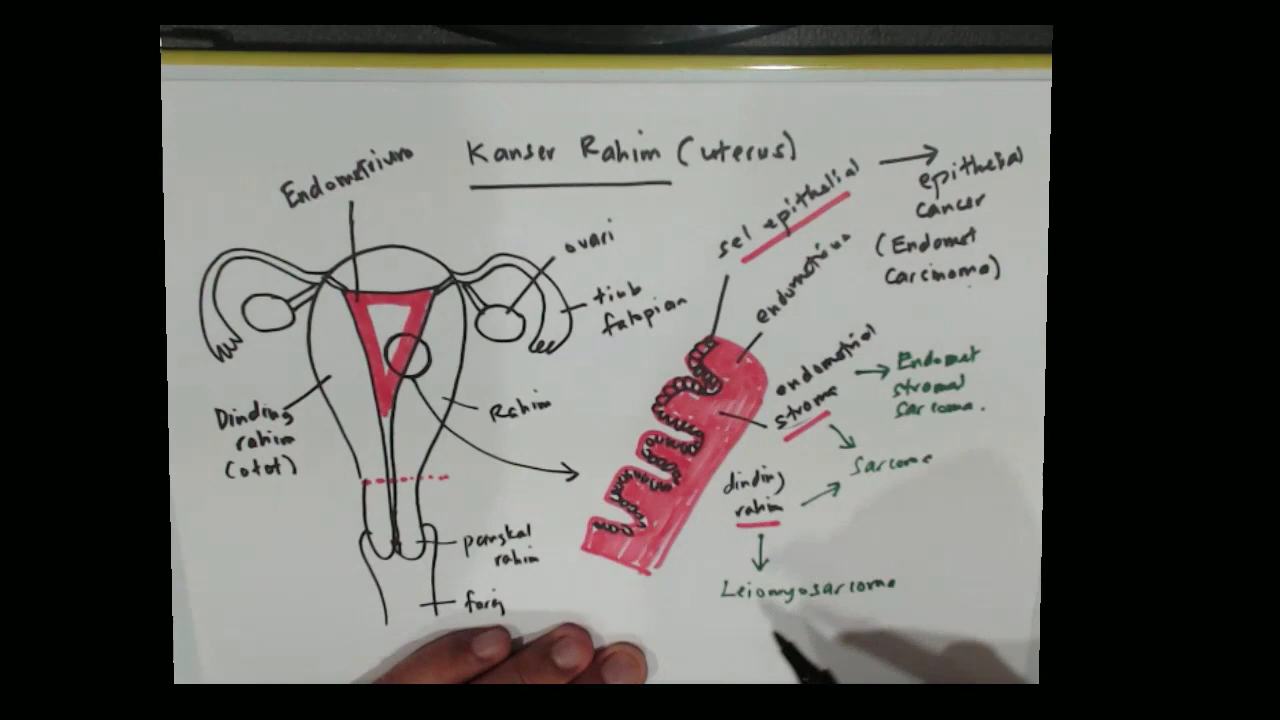 Kanser Rahim (uterus)
Endometrium
ovari
tiub
fatopian
Dinding
rahim
(otot)
Rahim
pangkal
rahim
faraj
sel epithelial
epithelial
cancer
(Endomet
Carcinoma)
endometrium
endometrial
stroma
Endomet
stromal
sarcoma.
Sarcoma
dinding
rahim
Leiomyosarcoma